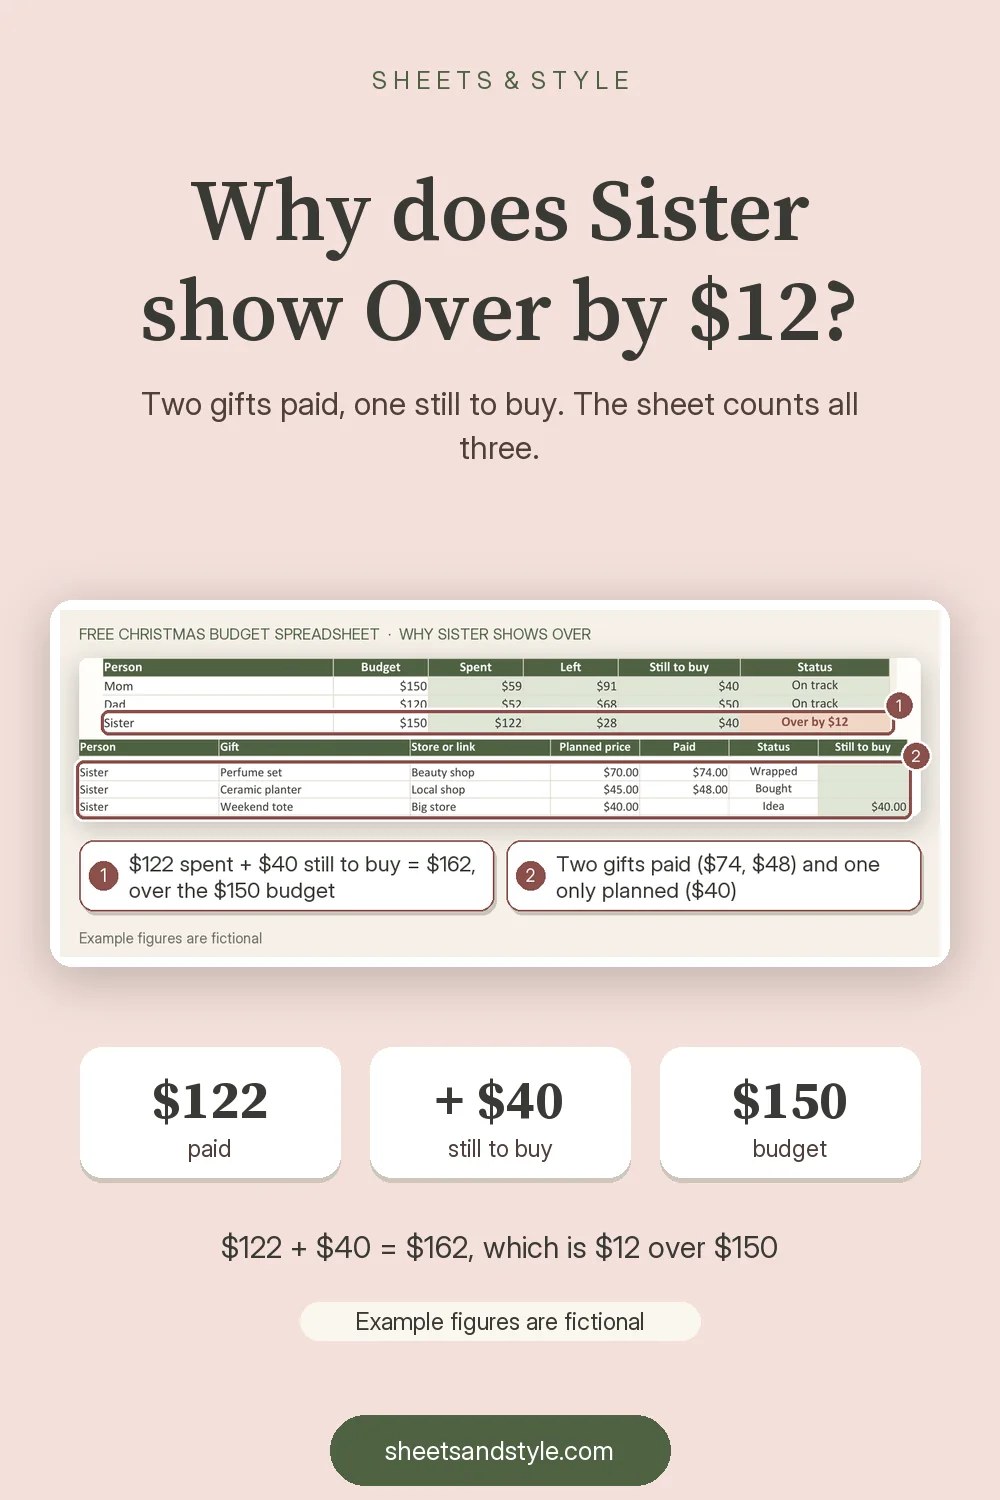 SHEETS & STYLE
Why does Sister
show Over by $12?
Two gifts paid, one still to buy. The sheet counts all
three.
FREE CHRISTMAS BUDGET SPREADSHEET · WHY SISTER SHOWS OVER
Person Budget Spent Left Still to buy Status
Mom $150 $59 $91 $40 On track
Dad $120 $52 $68 $50 On track
Sister $150 $122 $28 $40 Over by $12
1
Person Gift Store or link Planned price Paid Status Still to buy
2
Sister Perfume set Beauty shop $70.00 $74.00 Wrapped
Sister Ceramic planter Local shop $45.00 $48.00 Bought
Sister Weekend tote Big store $40.00 Idea $40.00
1 $122 spent + $40 still to buy = $162,
over the $150 budget
2 Two gifts paid ($74, $48) and one
only planned ($40)
Example figures are fictional
$122
paid
+ $40
still to buy
$150
budget
$122 + $40 = $162, which is $12 over $150
Example figures are fictional
sheetsandstyle.com